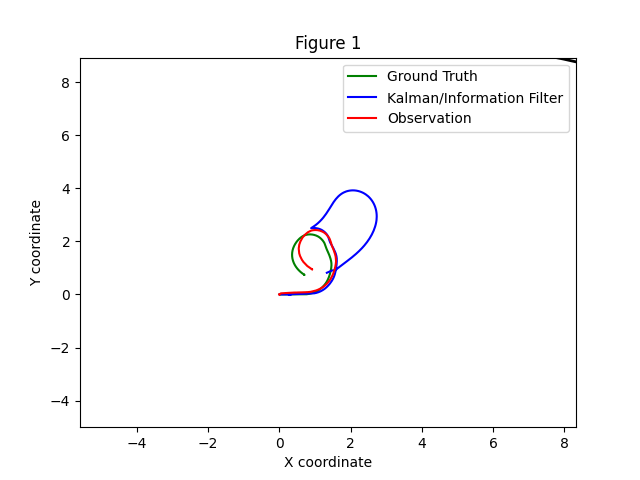 Figure 1
Ground Truth
Kalman/Information Filter
Observation
8
6
4
2
0
−2
−4
Y coordinate
−4 −2 0 2 4 6 8
X coordinate